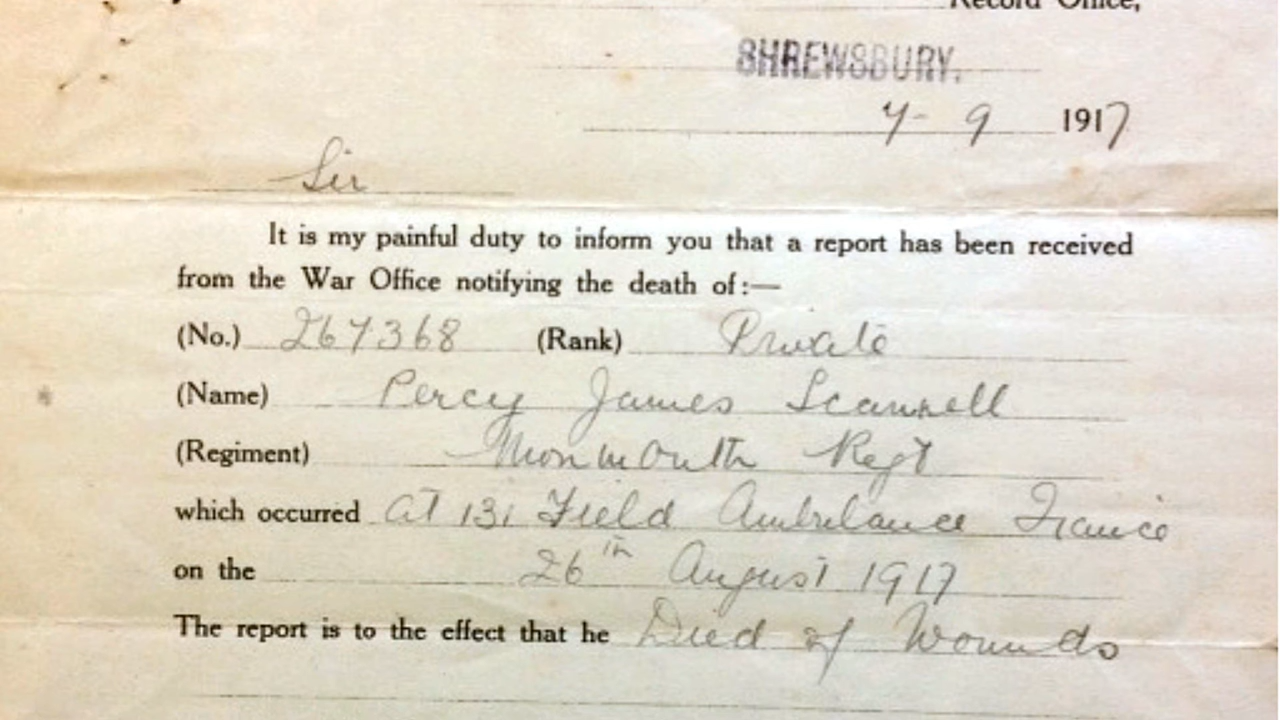 Record Office,
SHREWSBURY.
7- 9 1917
Sir
It is my painful duty to inform you that a report has been received
from the War Office notifying the death of:—
(No.) 267368 (Rank) Private
(Name) Percy James Scannell
(Regiment) Monmouth Regt
which occurred at 131 Field Ambulance France
on the 26th August 1917
The report is to the effect that he Died of Wounds